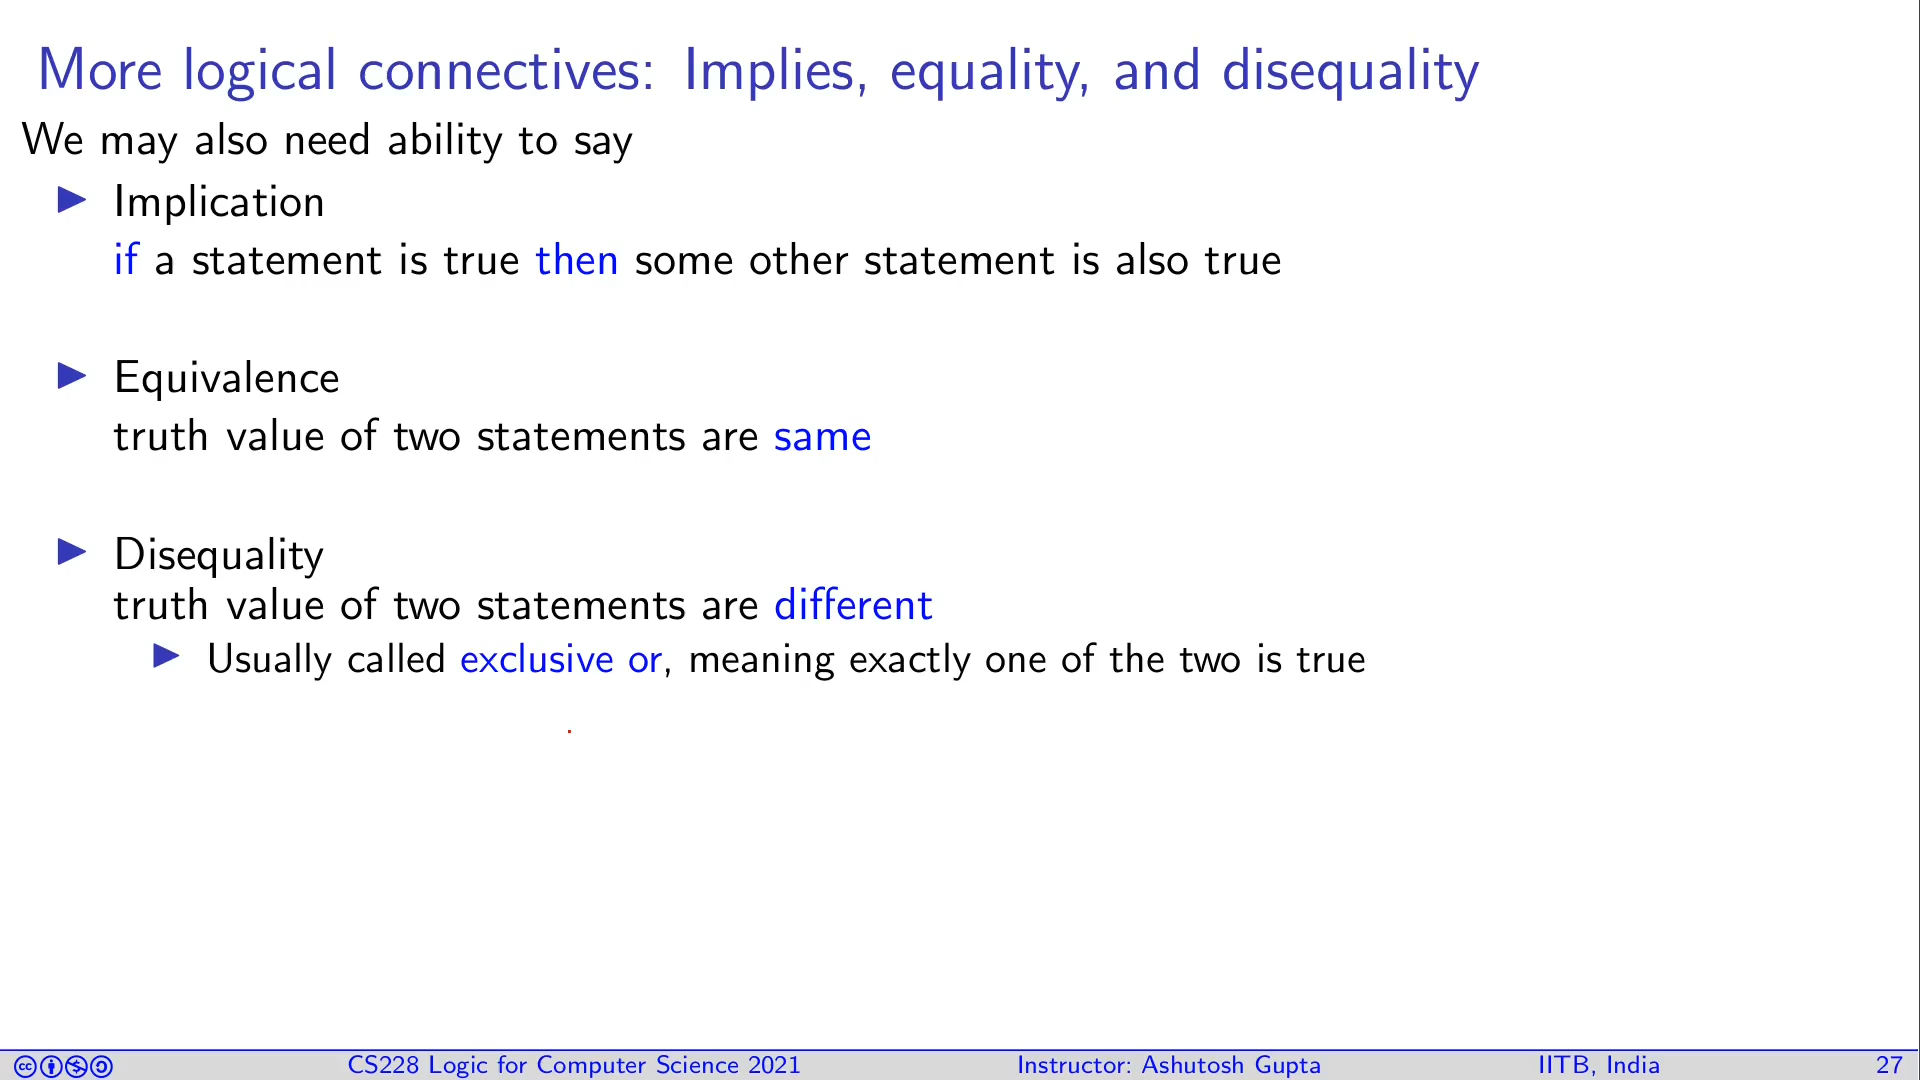 More logical connectives: Implies, equality, and disequality
We may also need ability to say
Implication
if a statement is true then some other statement is also true
Equivalence
truth value of two statements are same
Disequality
truth value of two statements are different
Usually called exclusive or, meaning exactly one of the two is true
CS228 Logic for Computer Science 2021 Instructor: Ashutosh Gupta IITB, India 27